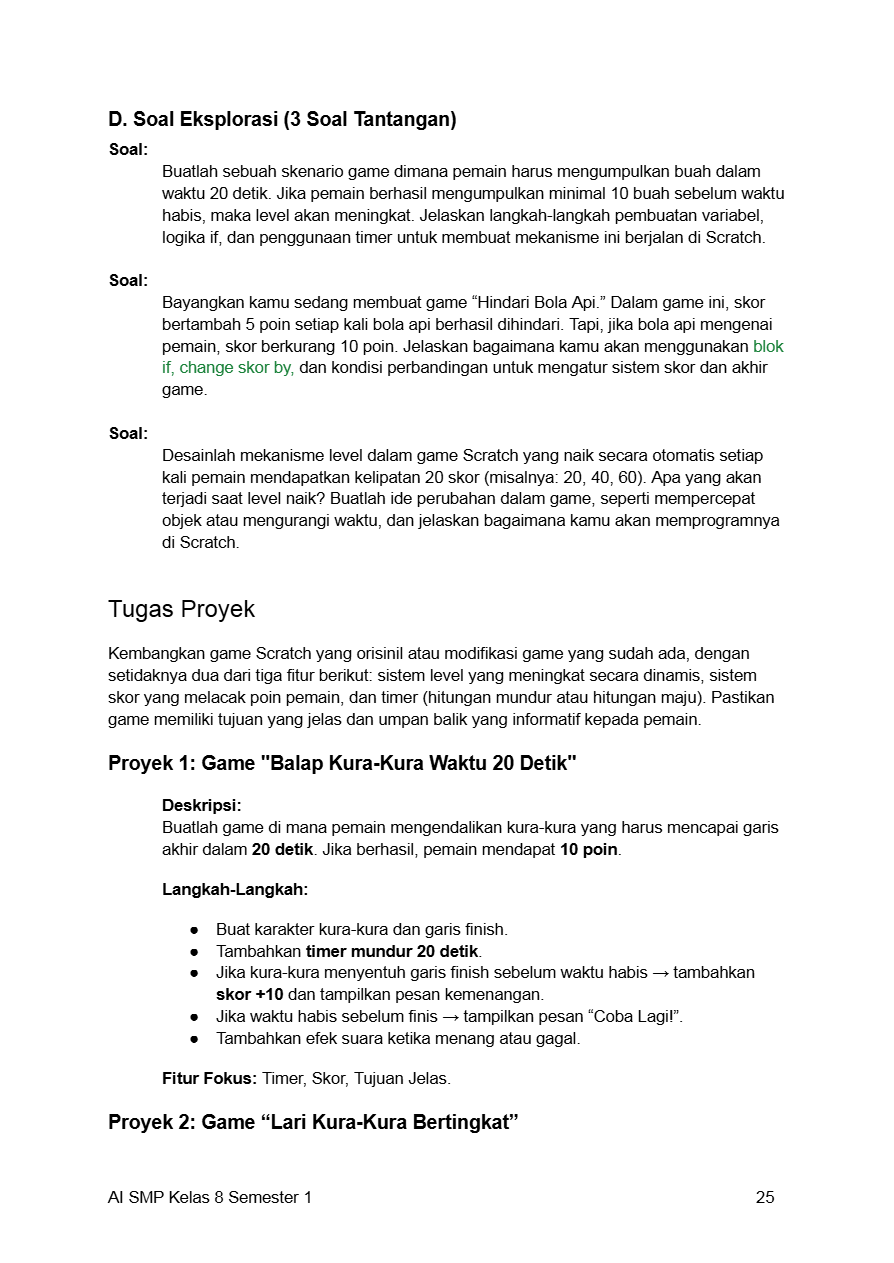 D. Soal Eksplorasi (3 Soal Tantangan)
Soal:
Buatlah sebuah skenario game dimana pemain harus mengumpulkan buah dalam
waktu 20 detik. Jika pemain berhasil mengumpulkan minimal 10 buah sebelum waktu
habis, maka level akan meningkat. Jelaskan langkah-langkah pembuatan variabel,
logika if, dan penggunaan timer untuk membuat mekanisme ini berjalan di Scratch.
Soal:
Bayangkan kamu sedang membuat game “Hindari Bola Api.” Dalam game ini, skor
bertambah 5 poin setiap kali bola api berhasil dihindari. Tapi, jika bola api mengenai
pemain, skor berkurang 10 poin. Jelaskan bagaimana kamu akan menggunakan blok
if, change skor by, dan kondisi perbandingan untuk mengatur sistem skor dan akhir
game.
Soal:
Desainlah mekanisme level dalam game Scratch yang naik secara otomatis setiap
kali pemain mendapatkan kelipatan 20 skor (misalnya: 20, 40, 60). Apa yang akan
terjadi saat level naik? Buatlah ide perubahan dalam game, seperti mempercepat
objek atau mengurangi waktu, dan jelaskan bagaimana kamu akan memprogramnya
di Scratch.
Tugas Proyek
Kembangkan game Scratch yang orisinil atau modifikasi game yang sudah ada, dengan
setidaknya dua dari tiga fitur berikut: sistem level yang meningkat secara dinamis, sistem
skor yang melacak poin pemain, dan timer (hitungan mundur atau hitungan maju). Pastikan
game memiliki tujuan yang jelas dan umpan balik yang informatif kepada pemain.
Proyek 1: Game "Balap Kura-Kura Waktu 20 Detik"
Deskripsi:
Buatlah game di mana pemain mengendalikan kura-kura yang harus mencapai garis
akhir dalam 20 detik. Jika berhasil, pemain mendapat 10 poin.
Langkah-Langkah:
● Buat karakter kura-kura dan garis finish.
● Tambahkan timer mundur 20 detik.
● Jika kura-kura menyentuh garis finish sebelum waktu habis → tambahkan
skor +10 dan tampilkan pesan kemenangan.
● Jika waktu habis sebelum finis → tampilkan pesan “Coba Lagi!”.
● Tambahkan efek suara ketika menang atau gagal.
Fitur Fokus: Timer, Skor, Tujuan Jelas.
Proyek 2: Game “Lari Kura-Kura Bertingkat”
AI SMP Kelas 8 Semester 1 25